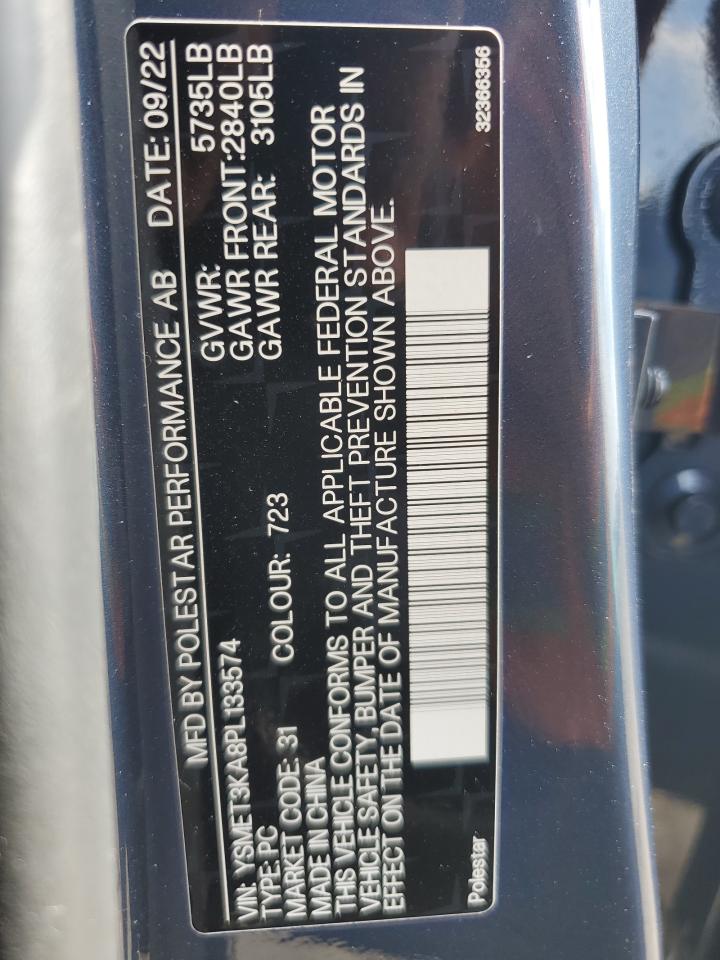 MFD BY POLESTAR PERFORMANCE AB DATE: 09/22
GVWR: 5735LB
GAWR FRONT:2840LB
GAWR REAR: 3105LB
VIN: YSMET3KA8PL133574
TYPE: PC
MARKET CODE: 31 COLOUR: 723
MADE IN CHINA
THIS VEHICLE CONFORMS TO ALL APPLICABLE FEDERAL MOTOR
VEHICLE SAFETY, BUMPER AND THEFT PREVENTION STANDARDS IN
EFFECT ON THE DATE OF MANUFACTURE SHOWN ABOVE.
Polestar 32366356